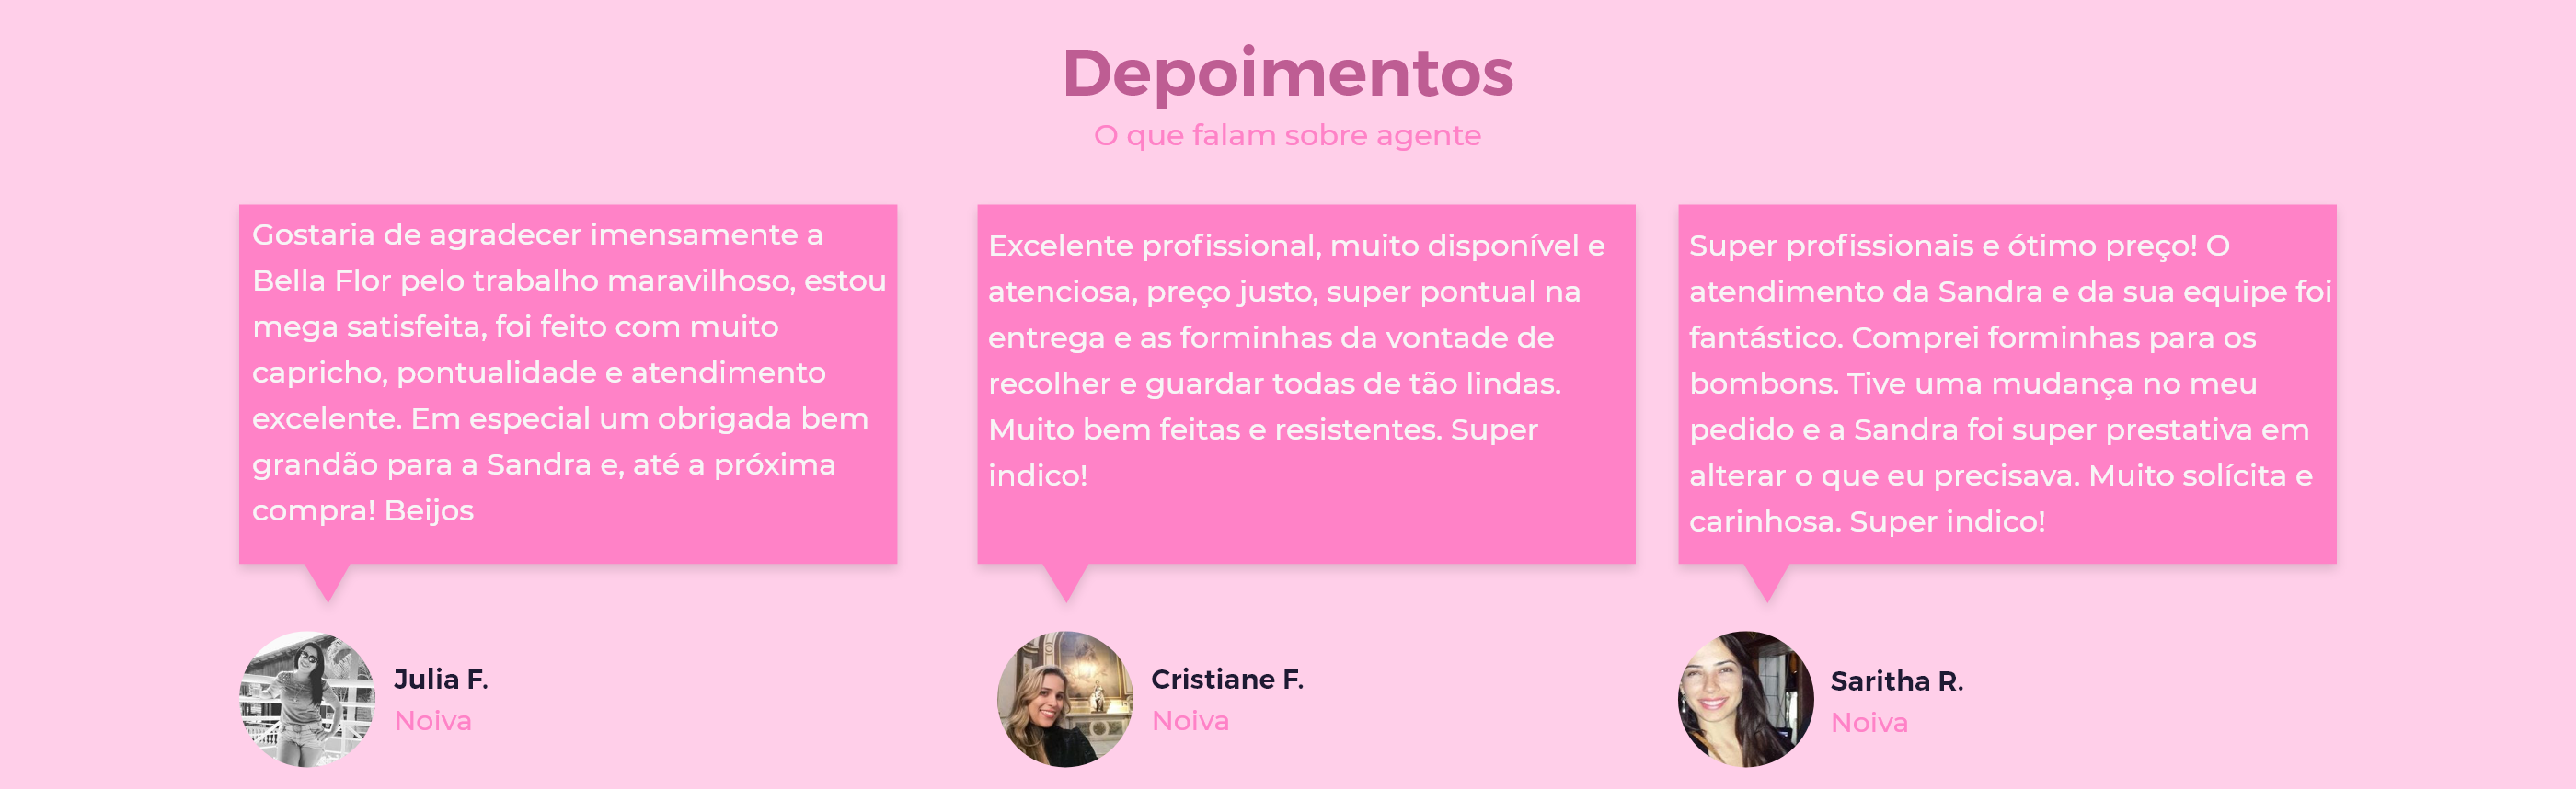 Depoimentos
O que falam sobre agente
Gostaria de agradecer imensamente a
Bella Flor pelo trabalho maravilhoso, estou
mega satisfeita, foi feito com muito
capricho, pontualidade e atendimento
excelente. Em especial um obrigada bem
grandão para a Sandra e, até a próxima
compra! Beijos
Julia F.
Noiva
Excelente profissional, muito disponível e
atenciosa, preço justo, super pontual na
entrega e as forminhas da vontade de
recolher e guardar todas de tão lindas.
Muito bem feitas e resistentes. Super
indico!
Cristiane F.
Noiva
Super profissionais e ótimo preço! O
atendimento da Sandra e da sua equipe foi
fantástico. Comprei forminhas para os
bombons. Tive uma mudança no meu
pedido e a Sandra foi super prestativa em
alterar o que eu precisava. Muito solícita e
carinhosa. Super indico!
Saritha R.
Noiva